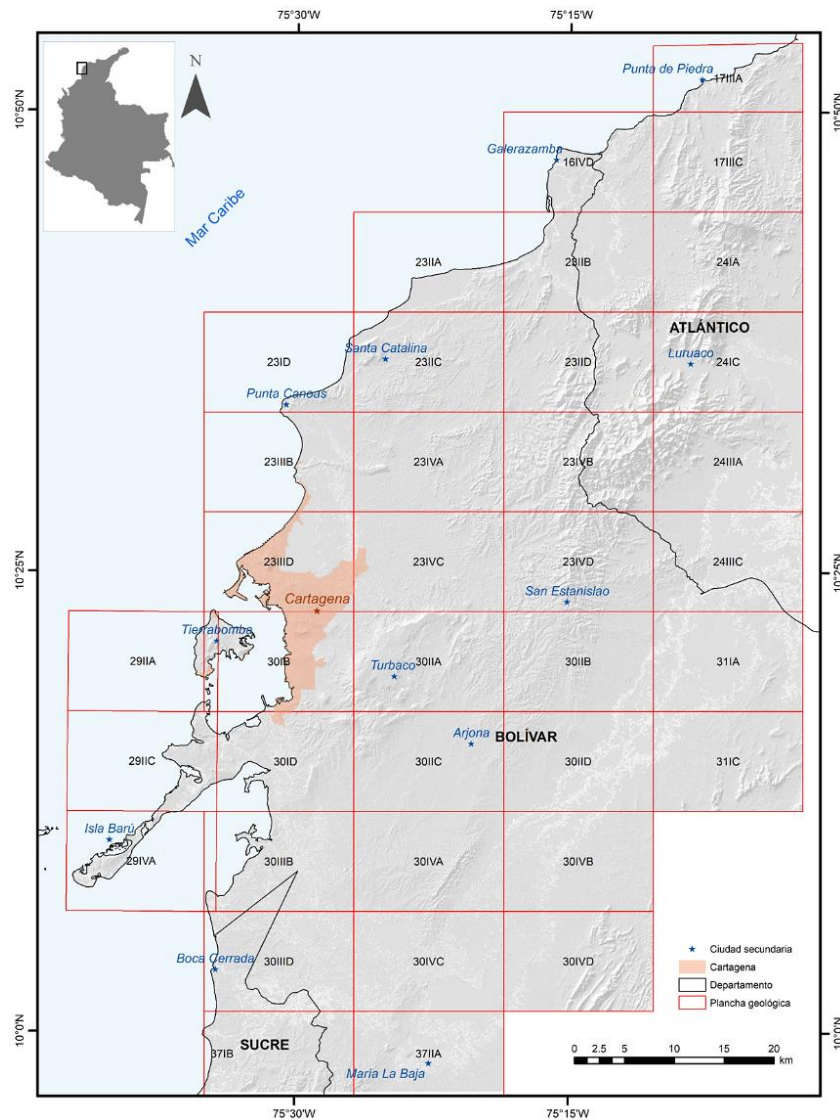 75°30'W
75°15'W
N
Punta de Piedra
17IIIA
10°50'N
10°50'N
Galerazamba
16IVD
17IIIC
Mar Caribe
23IIA
23IIB
24IA
ATLÁNTICO
23ID
Santa Catalina
23IIC
23IID
Luruaco
24IC
Punta Canoas
23IIIB
23IVA
23IVB
24IIIA
10°25'N
10°25'N
23IIID
23IVC
23IVD
24IIIC
Cartagena
San Estanislao
Tierrabomba
29IIA
30IB
30IIA
30IIB
31IA
Turbaco
Arjona
BOLÍVAR
29IIC
30ID
30IIC
30IID
31IC
Isla Barú
29IVA
30IIIB
30IVA
30IVB
Boca Cerrada
30IIID
30IVC
30IVD
Ciudad secundaria
Cartagena
Departamento
Plancha geológica
10°0'N
10°0'N
SUCRE
37IB
37IIA
Maria La Baja
0 2.5 5 10 15 20
km
75°30'W
75°15'W